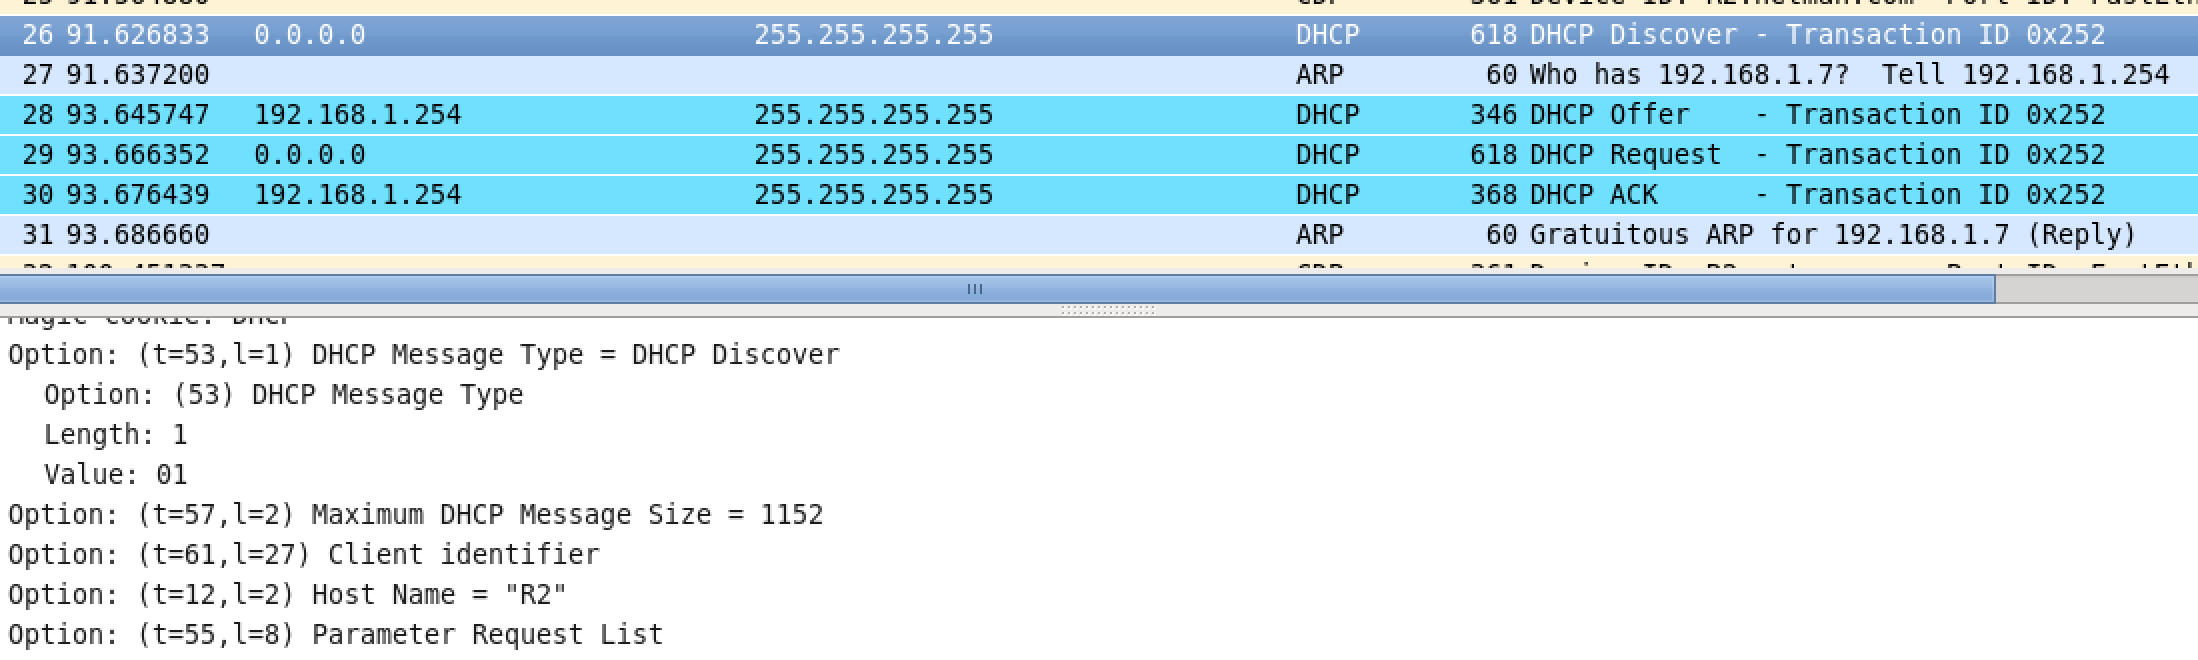 26 91.626833 0.0.0.0 255.255.255.255 DHCP 618 DHCP Discover - Transaction ID 0x252
27 91.637200 ARP 60 Who has 192.168.1.7? Tell 192.168.1.254
28 93.645747 192.168.1.254 255.255.255.255 DHCP 346 DHCP Offer - Transaction ID 0x252
29 93.666352 0.0.0.0 255.255.255.255 DHCP 618 DHCP Request - Transaction ID 0x252
30 93.676439 192.168.1.254 255.255.255.255 DHCP 368 DHCP ACK - Transaction ID 0x252
31 93.686660 ARP 60 Gratuitous ARP for 192.168.1.7 (Reply)
Magic cookie: DHCP
Option: (t=53,l=1) DHCP Message Type = DHCP Discover
Option: (53) DHCP Message Type
Length: 1
Value: 01
Option: (t=57,l=2) Maximum DHCP Message Size = 1152
Option: (t=61,l=27) Client identifier
Option: (t=12,l=2) Host Name = "R2"
Option: (t=55,l=8) Parameter Request List